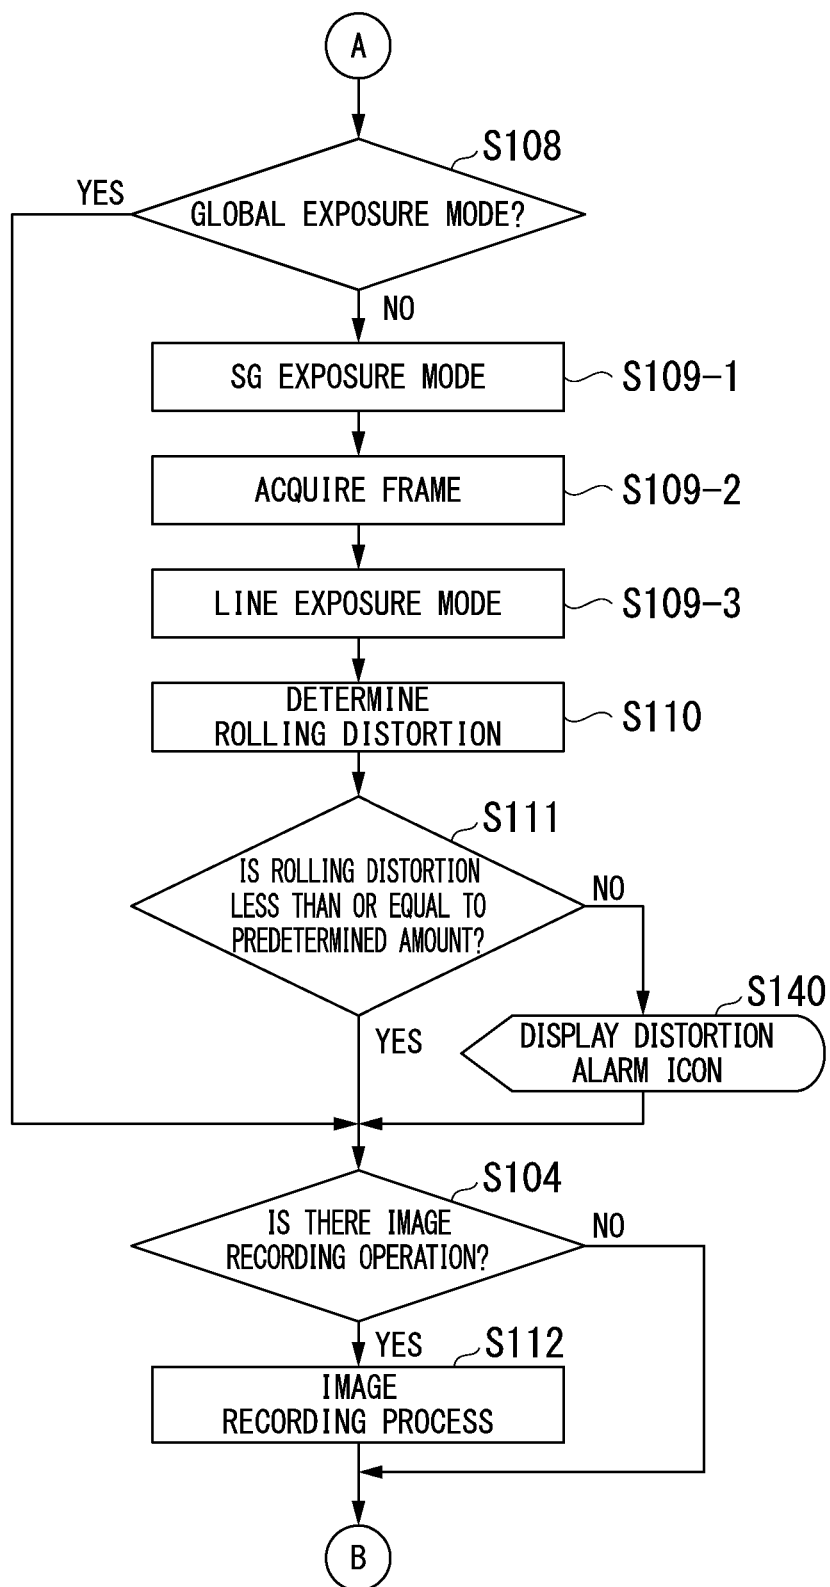 A
S108
YES
GLOBAL EXPOSURE MODE?
NO
SG EXPOSURE MODE
S109-1
ACQUIRE FRAME
S109-2
LINE EXPOSURE MODE
S109-3
DETERMINE
ROLLING DISTORTION
S110
S111
IS ROLLING DISTORTION
LESS THAN OR EQUAL TO
PREDETERMINED AMOUNT?
NO
YES
S140
DISPLAY DISTORTION
ALARM ICON
S104
IS THERE IMAGE
RECORDING OPERATION?
NO
YES
S112
IMAGE
RECORDING PROCESS
B